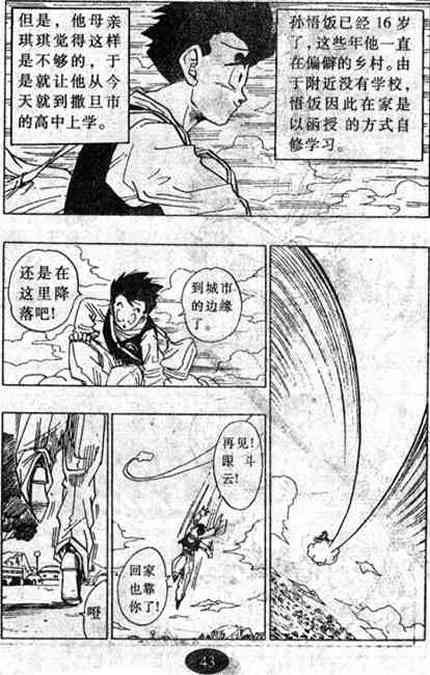 孙悟饭已经 16 岁
了，这些年他一直
在偏僻的乡村。由
于附近没有学校，
悟饭因此在家是
以函授 的方式自
修学习。
但是，他母亲
琪琪觉得这样
是不够的，于
是就让他从今
天就到撒旦市
的高中上学。
到城市
的边缘
了。
还是在
这里降
落吧!
再见!
跟 斗
云!
回家
也靠
你了!
噔
43